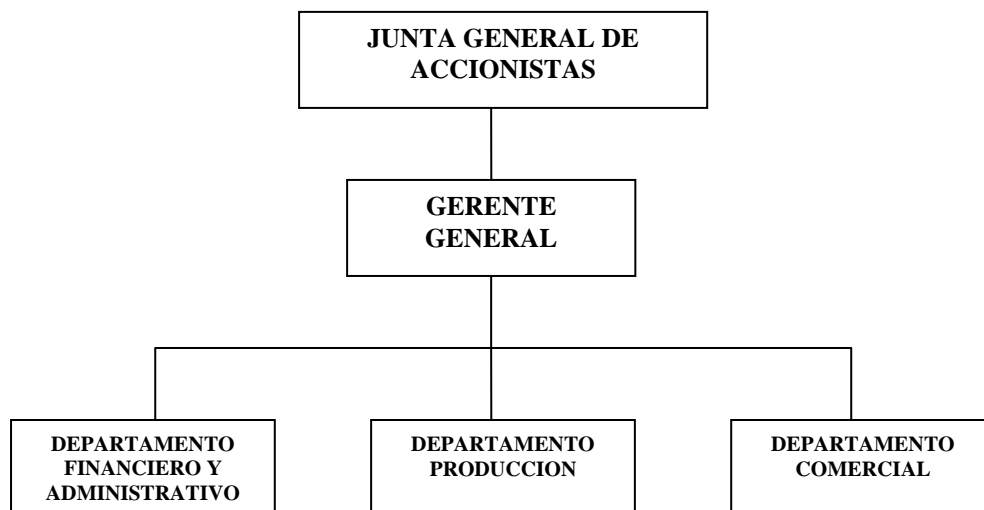 JUNTA GENERAL DE
ACCIONISTAS
GERENTE
GENERAL
DEPARTAMENTO
FINANCIERO Y
ADMINISTRATIVO
DEPARTAMENTO
PRODUCCION
DEPARTAMENTO
COMERCIAL